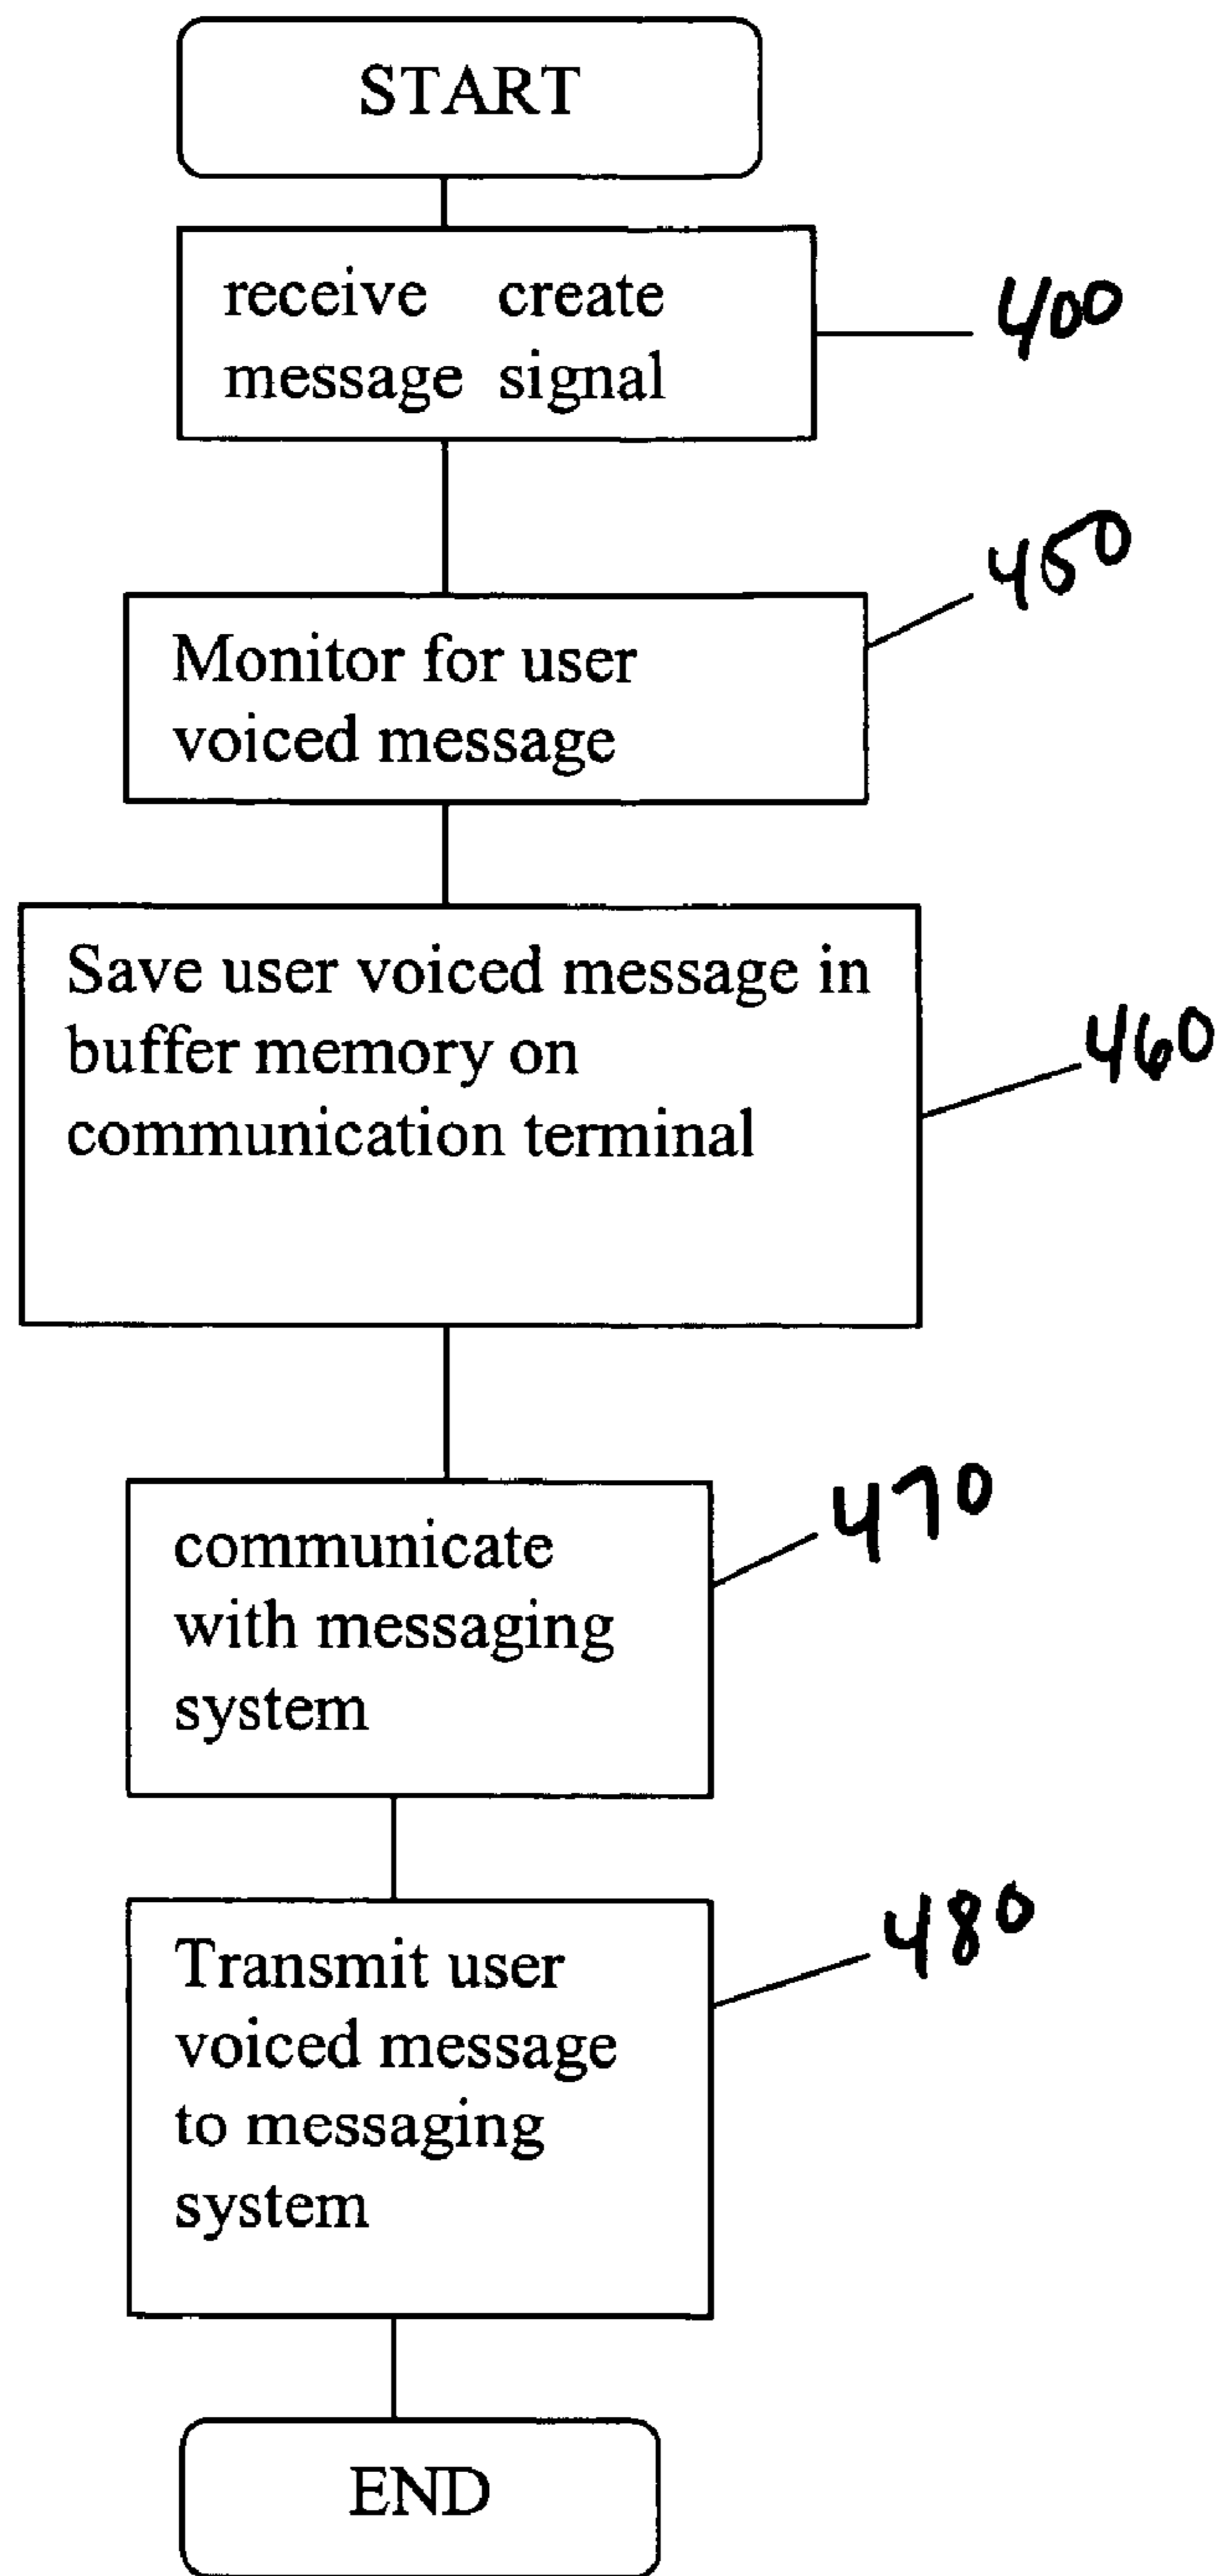 START
receive create
message signal
400
450
Monitor for user
voiced message
Save user voiced message in
buffer memory on
communication terminal
460
communicate
with messaging
system
470
Transmit user
voiced message
to messaging
system
480
END